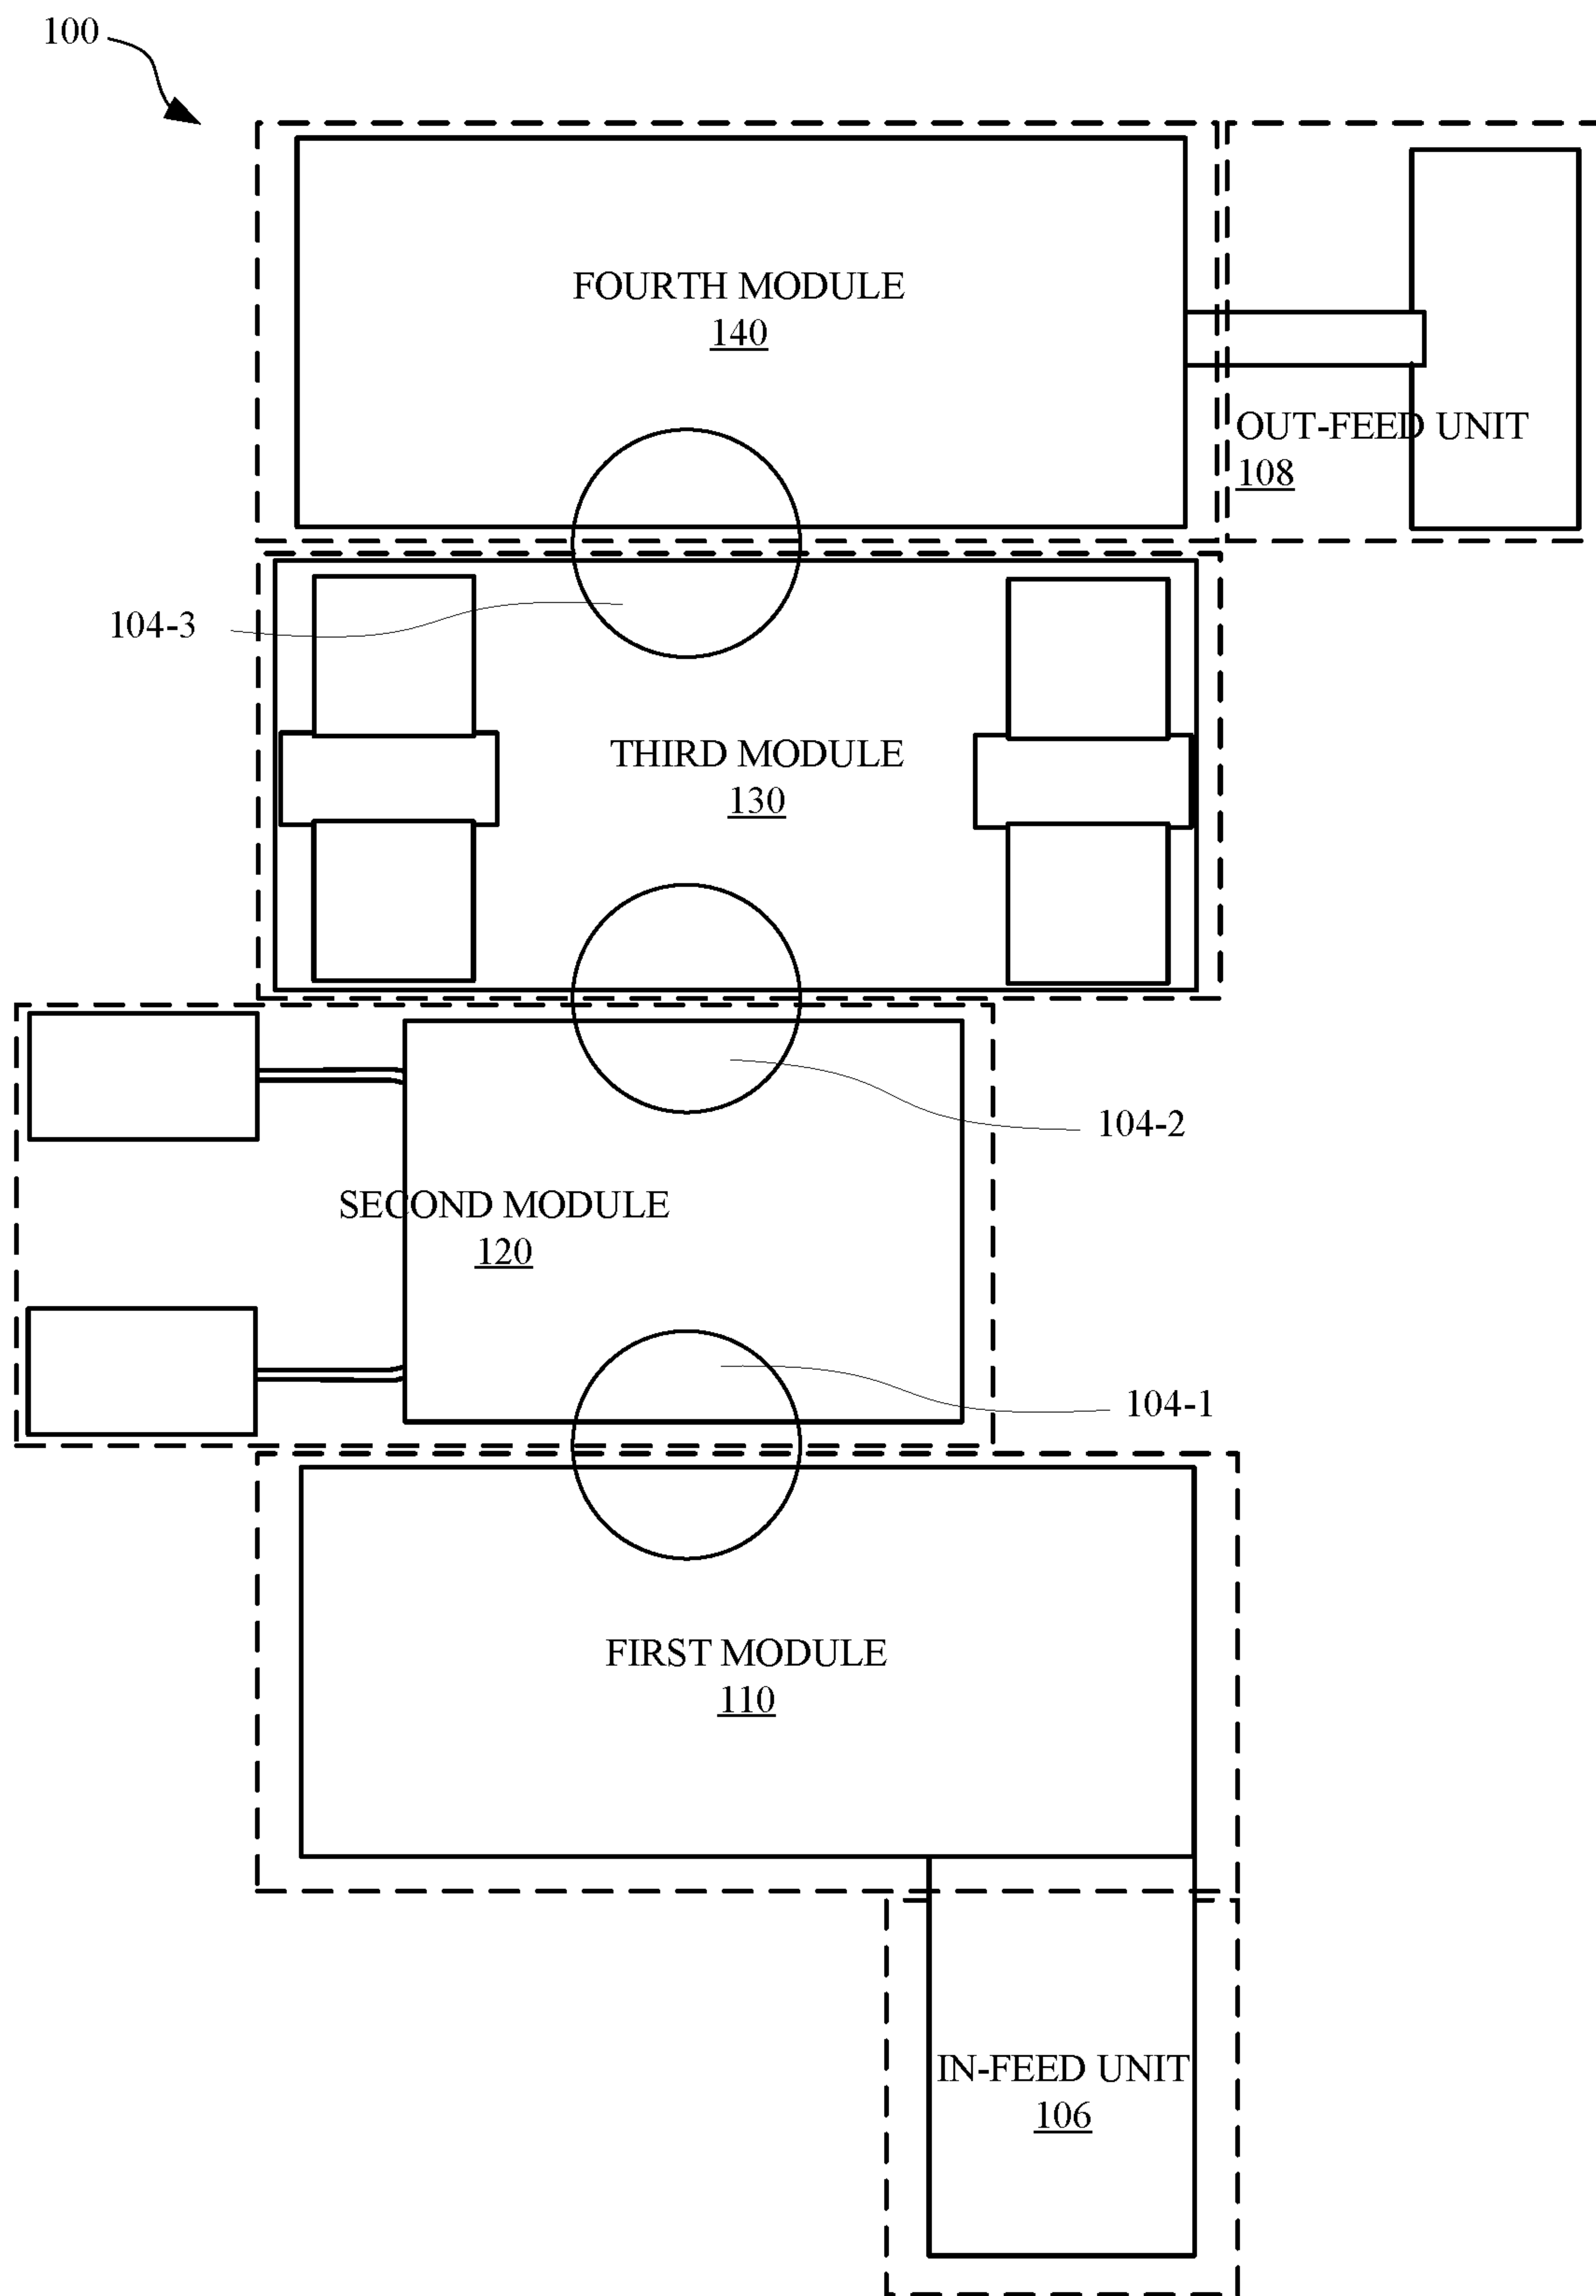 100
FOURTH MODULE
140
OUT-FEED UNIT
108
104-3
THIRD MODULE
130
104-2
SECOND MODULE
120
104-1
FIRST MODULE
110
IN-FEED UNIT
106